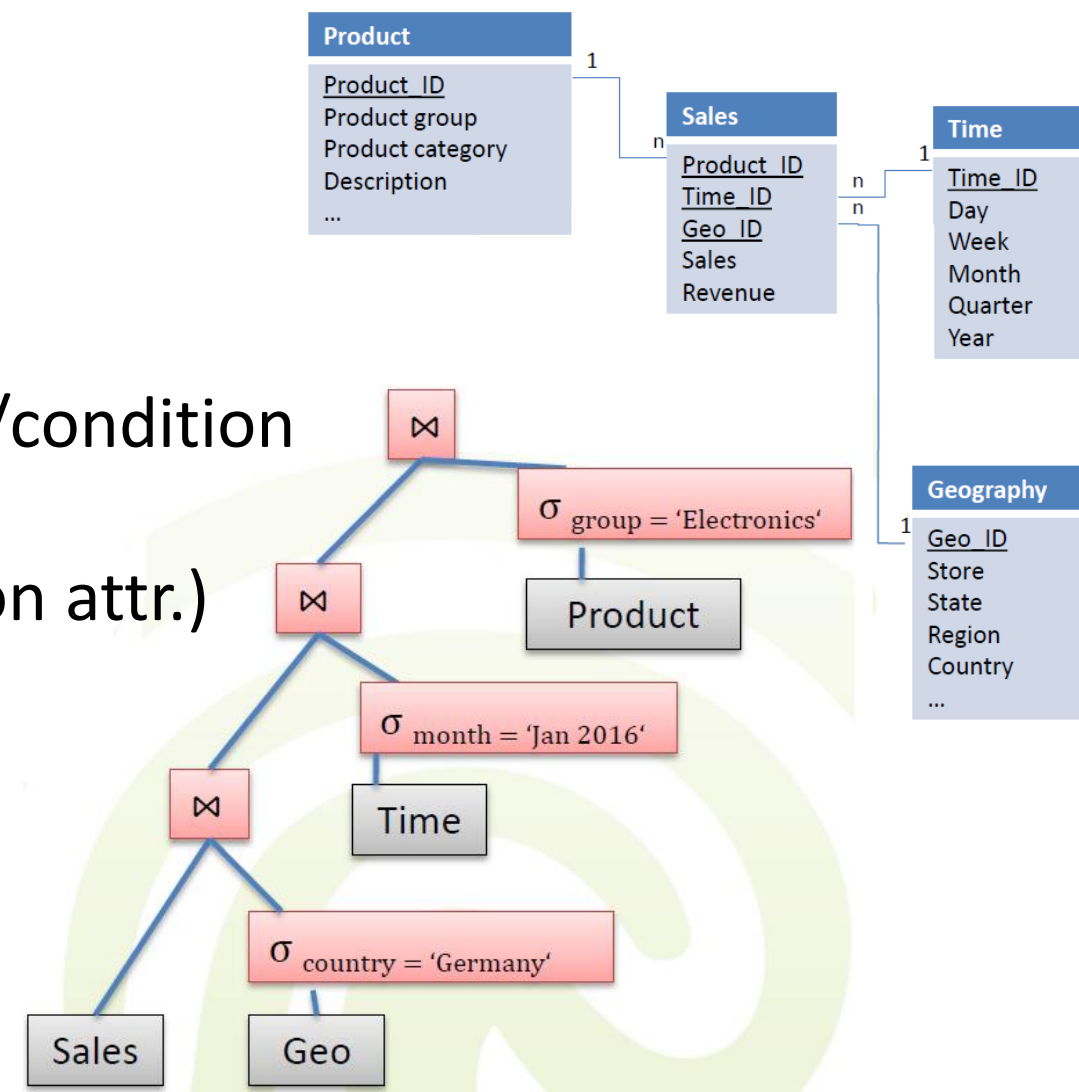 Product
Product_ID
Product group
Product category
Description
...
1
n
Sales
Product_ID
Time_ID
Geo_ID
Sales
Revenue
n
n
1
Time
Time_ID
Day
Week
Month
Quarter
Year
1
Geography
Geo_ID
Store
State
Region
Country
...
/condition
on attr.)
⋈
σ group = ‘Electronics‘
Product
⋈
σ month = ‘Jan 2016‘
Time
⋈
σ country = ‘Germany‘
Sales
Geo